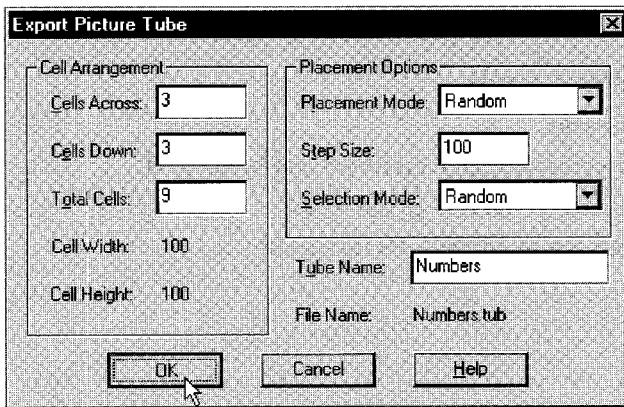 Export Picture Tube
Cell Arrangement
Cells Across: 3
Cells Down: 3
Total Cells: 9
Cell Width: 100
Cell Height: 100
Placement Options
Placement Mode: Random
Step Size: 100
Selection Mode: Random
Tube Name: Numbers
File Name: Numbers.tub
OK Cancel Help